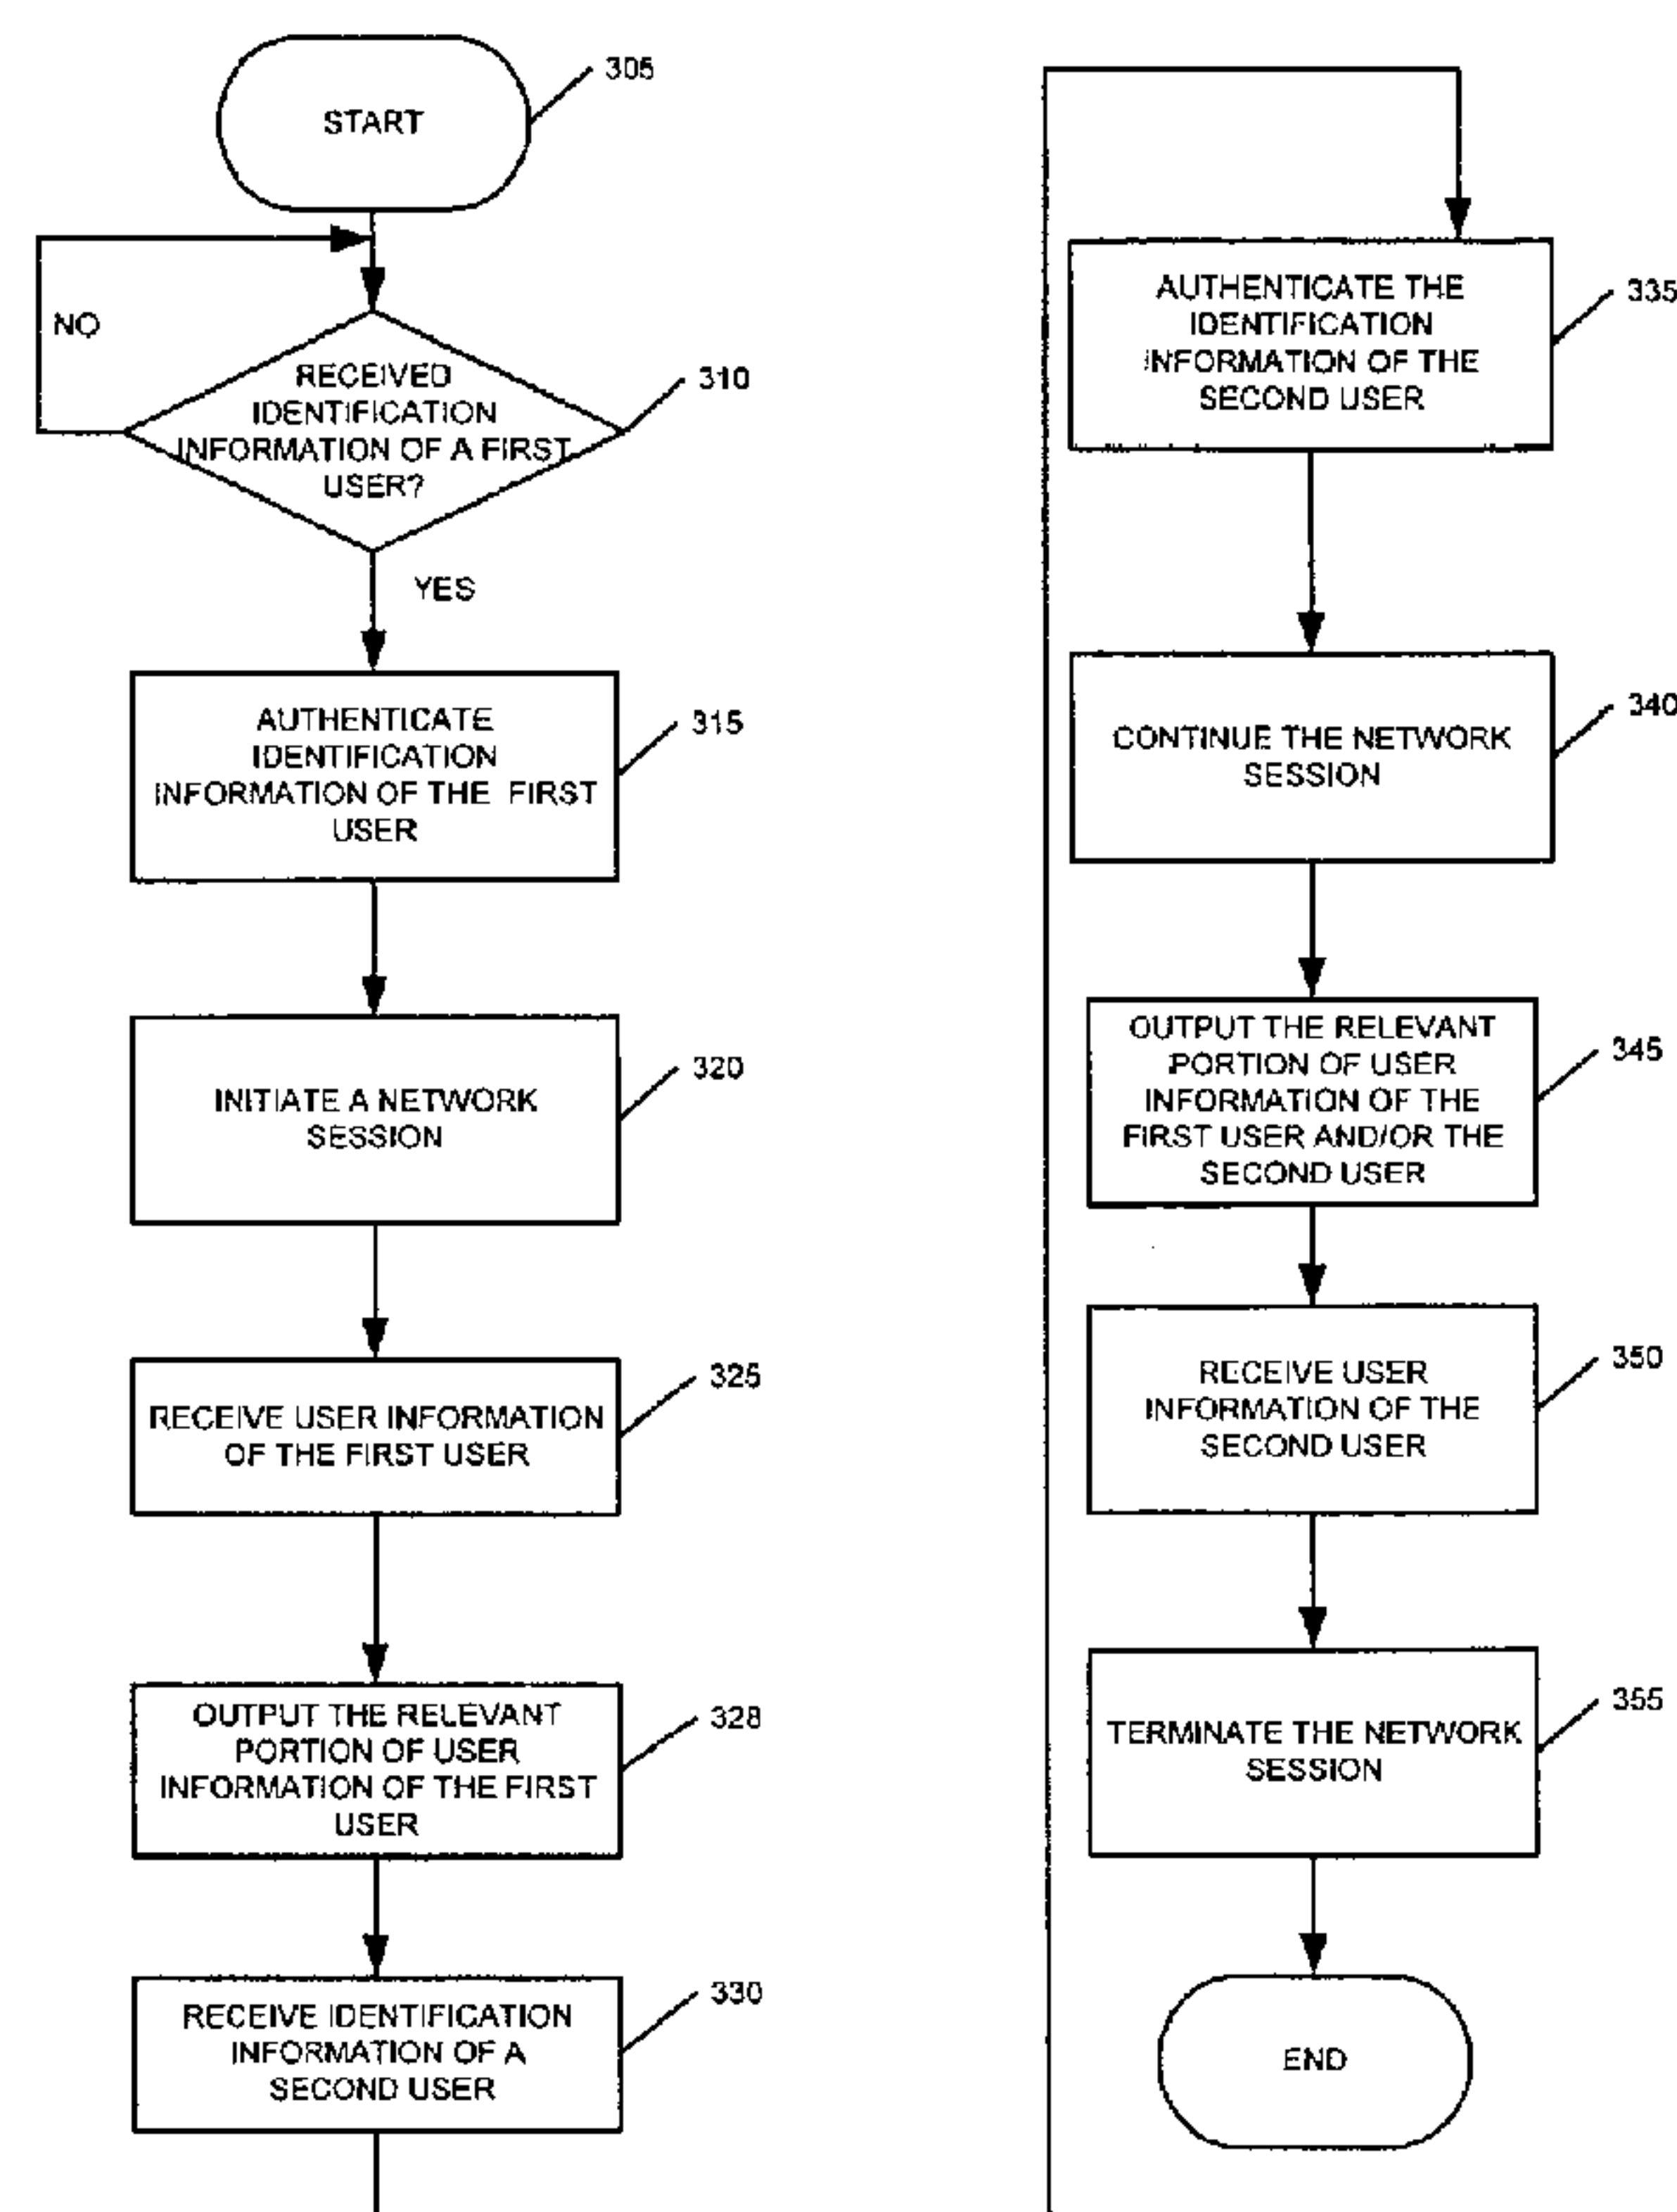 START
305
NO
RECEIVED
IDENTIFICATION
INFORMATION OF A FIRST
USER?
310
YES
AUTHENTICATE
IDENTIFICATION
INFORMATION OF THE FIRST
USER
315
INITIATE A NETWORK
SESSION
320
RECEIVE USER INFORMATION
OF THE FIRST USER
325
OUTPUT THE RELEVANT
PORTION OF USER
INFORMATION OF THE FIRST
USER
328
RECEIVE IDENTIFICATION
INFORMATION OF A
SECOND USER
330
AUTHENTICATE THE
IDENTIFICATION
INFORMATION OF THE
SECOND USER
335
CONTINUE THE NETWORK
SESSION
340
OUTPUT THE RELEVANT
PORTION OF USER
INFORMATION OF THE
FIRST USER AND/OR THE
SECOND USER
345
RECEIVE USER
INFORMATION OF THE
SECOND USER
350
TERMINATE THE NETWORK
SESSION
355
END